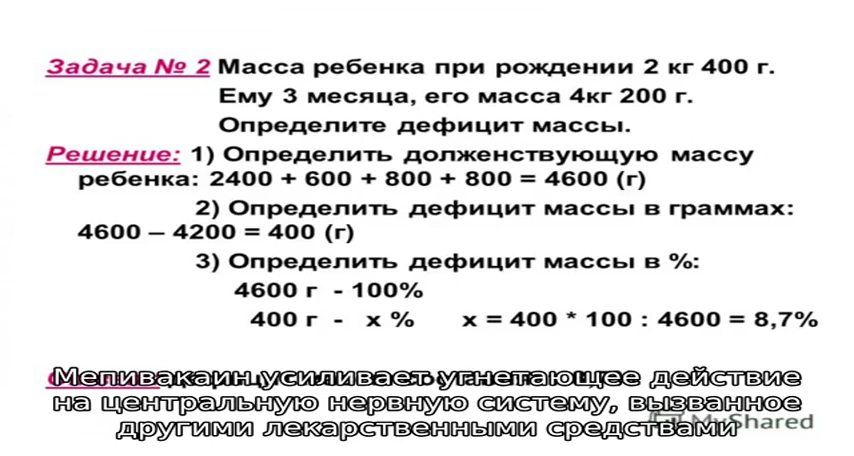 Задача № 2 Масса ребенка при рождении 2 кг 400 г.
Ему 3 месяца, его масса 4кг 200 г.
Определите дефицит массы.
Решение: 1) Определить долженствующую массу
ребенка: 2400 + 600 + 800 + 800 = 4600 (г)
2) Определить дефицит массы в граммах:
4600 – 4200 = 400 (г)
3) Определить дефицит массы в %:
4600 г - 100%
400 г - х % х = 400 * 100 : 4600 = 8,7%
Мепивакаин усиливает угнетающее действие
на центральную нервную систему, вызванное
другими лекарственными средствами
MyShared